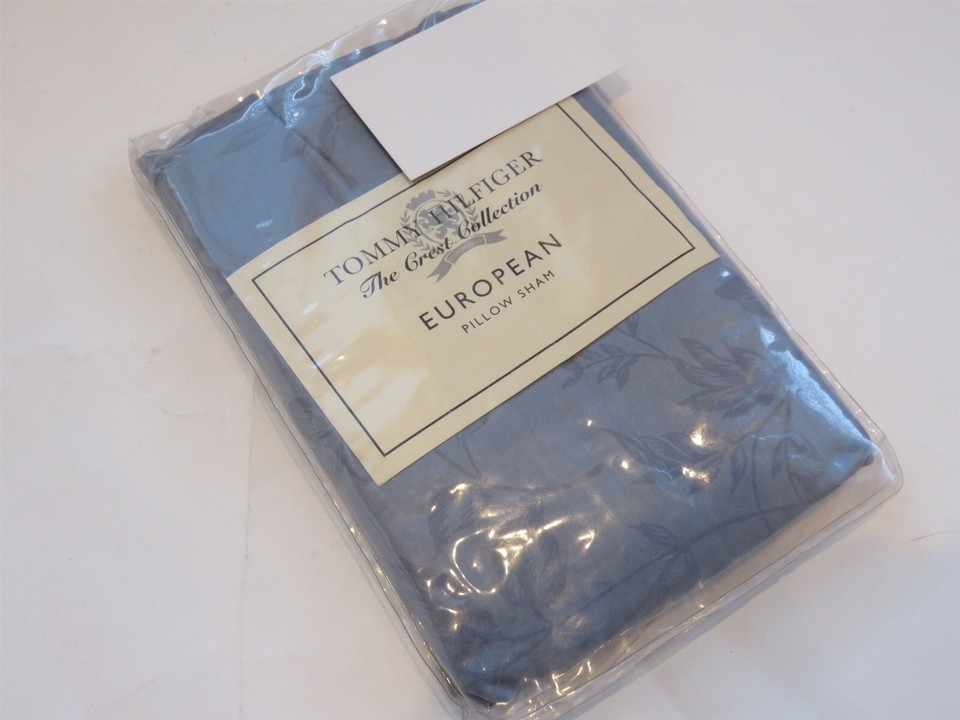 TOMMY HILFIGER
The Crest Collection
EUROPEAN
PILLOW SHAM